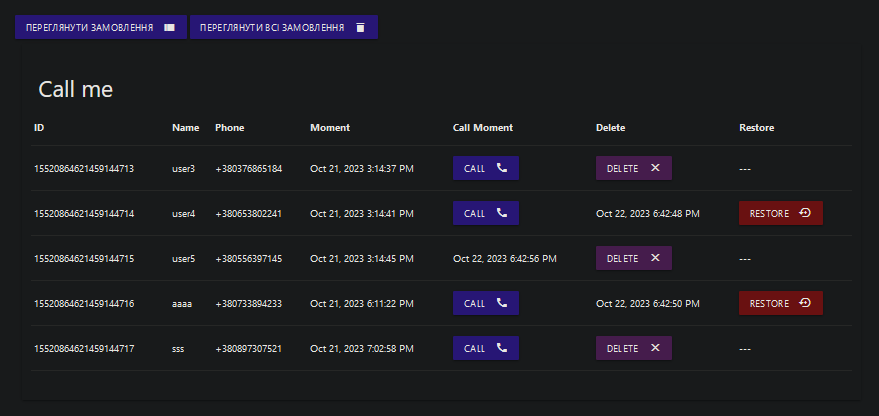 ПЕРЕГЛЯНУТИ ЗАМОВЛЕННЯ ПЕРЕГЛЯНУТИ ВСІ ЗАМОВЛЕННЯ
Call me
ID Name Phone Moment Call Moment Delete Restore
15520864621459144713 user3 +380376865184 Oct 21, 2023 3:14:37 PM CALL DELETE ---
15520864621459144714 user4 +380653802241 Oct 21, 2023 3:14:41 PM CALL Oct 22, 2023 6:42:48 PM RESTORE
15520864621459144715 user5 +380556397145 Oct 21, 2023 3:14:45 PM Oct 22, 2023 6:42:56 PM DELETE ---
15520864621459144716 aaaa +380733894233 Oct 21, 2023 6:11:22 PM CALL Oct 22, 2023 6:42:50 PM RESTORE
15520864621459144717 sss +380897307521 Oct 21, 2023 7:02:58 PM CALL DELETE ---